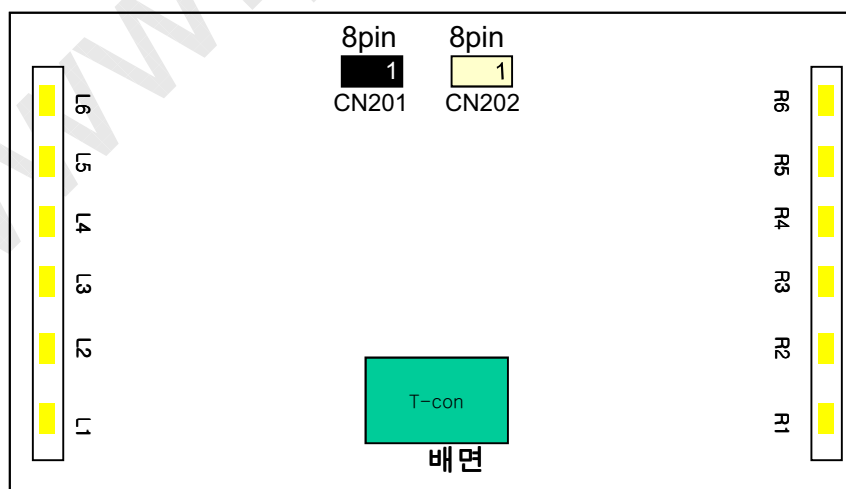 8pin 8pin
1 1
CN201 CN202
L6 R6
L5 R5
L4 R4
L3 R3
L2 R2
L1 R1
T-con
배면